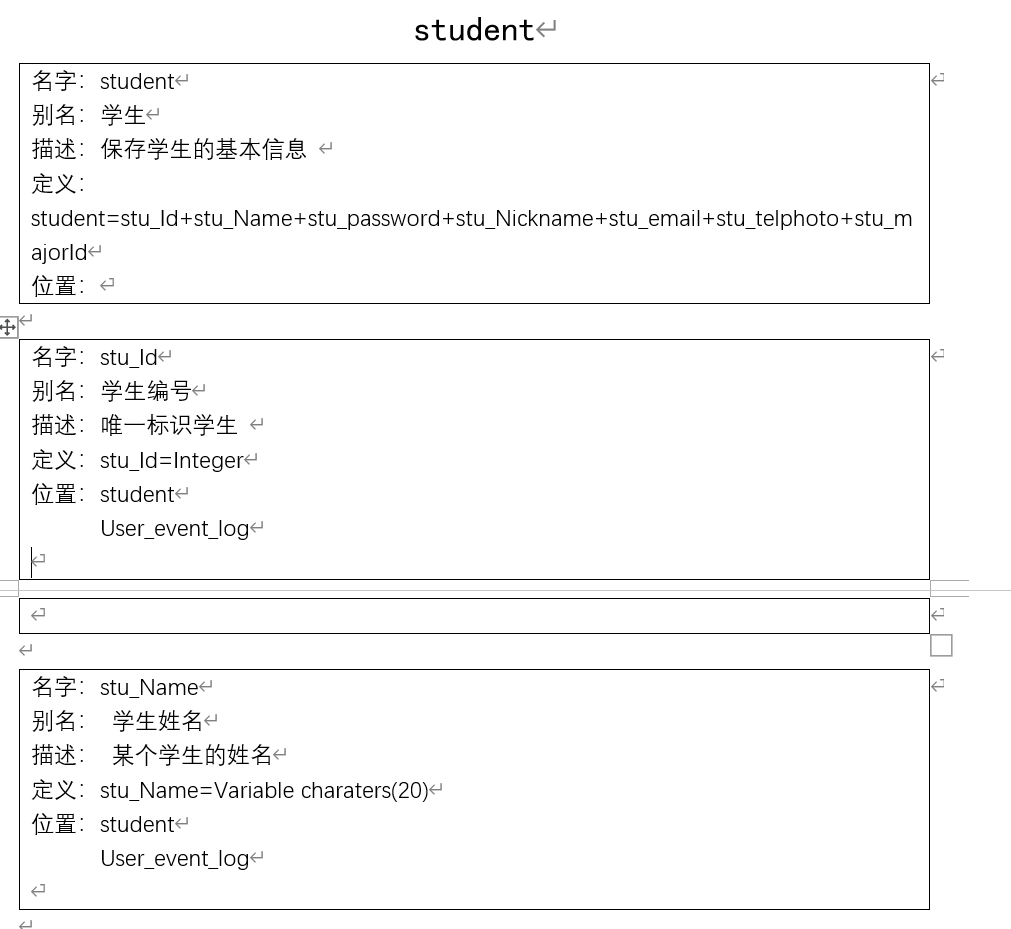 student
名字：student
别名：学生
描述：保存学生的基本信息
定义：
student=stu_Id+stu_Name+stu_password+stu_Nickname+stu_email+stu_telphoto+stu_m
ajorId
位置：
名字：stu_Id
别名：学生编号
描述：唯一标识学生
定义：stu_Id=Integer
位置：student
User_event_log
名字：stu_Name
别名： 学生姓名
描述： 某个学生的姓名
定义：stu_Name=Variable charaters(20)
位置：student
User_event_log